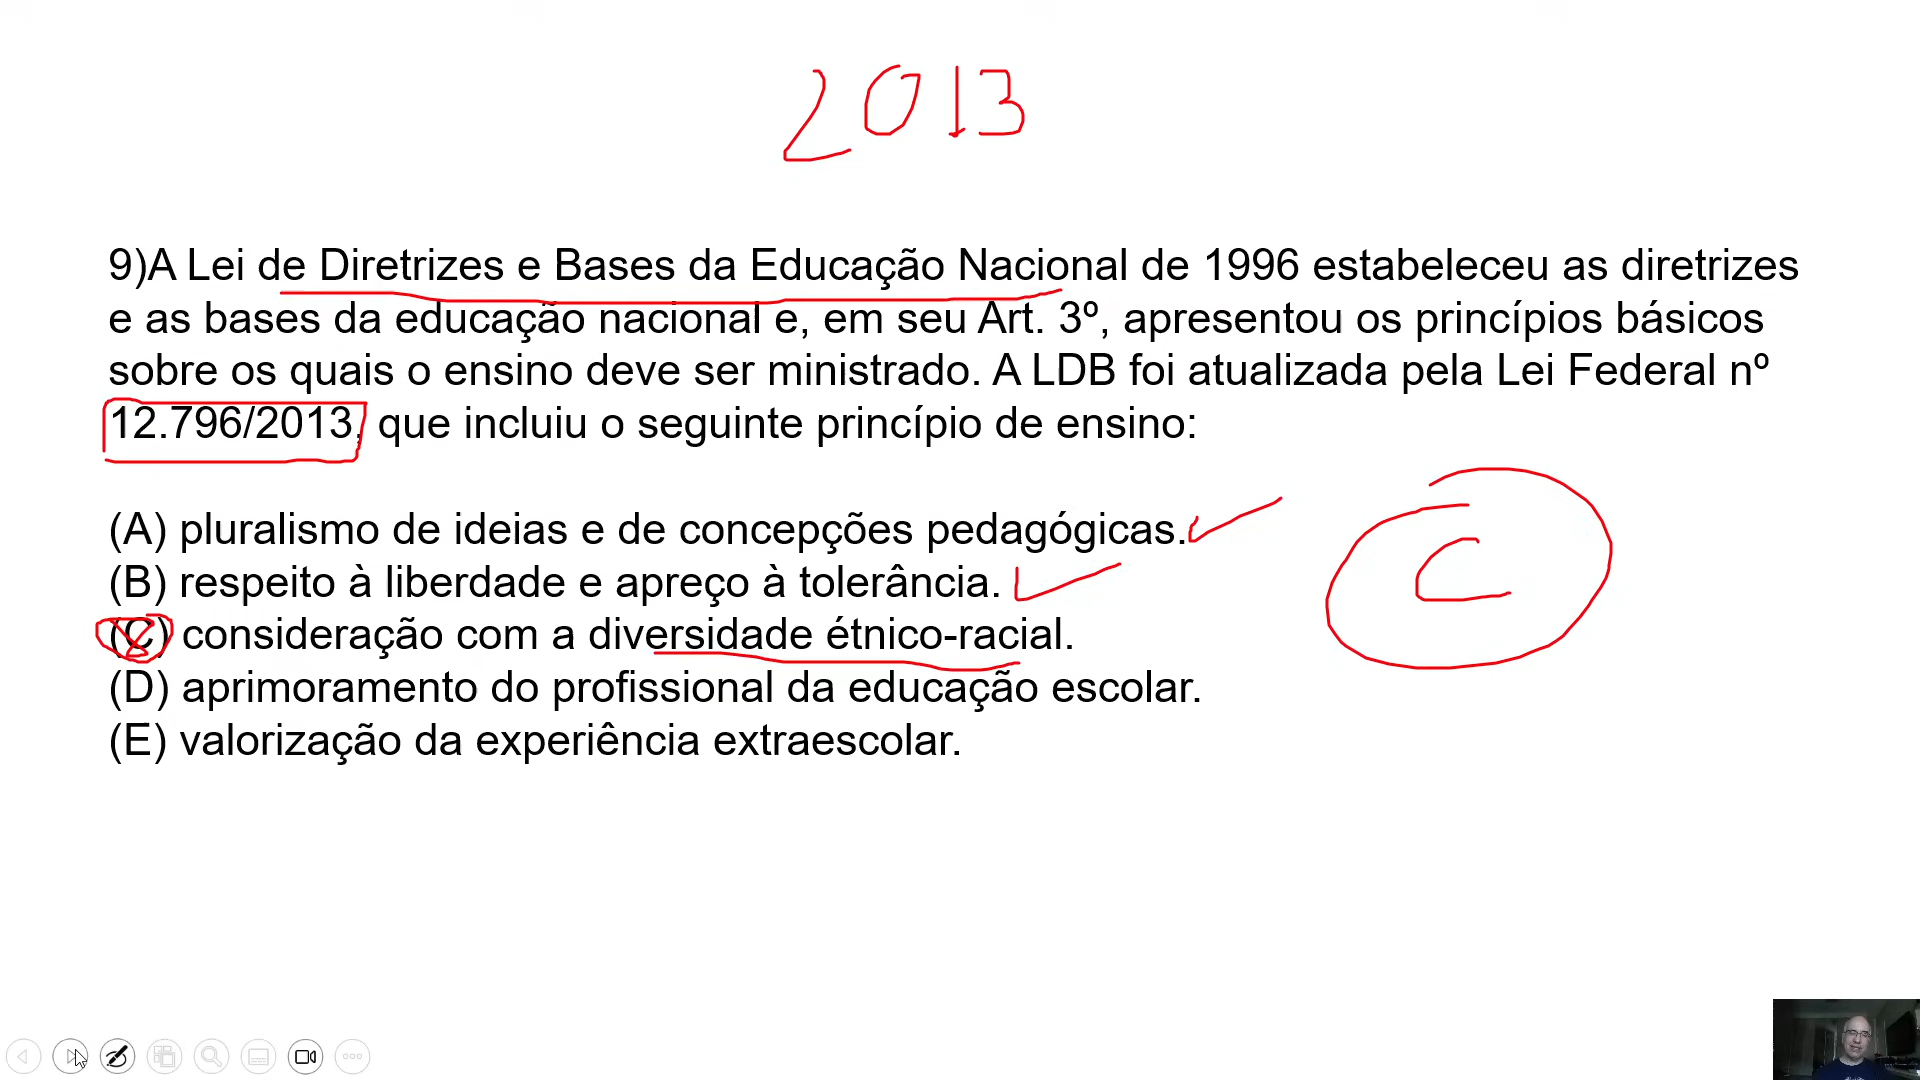 2013
9)A Lei de Diretrizes e Bases da Educação Nacional de 1996 estabeleceu as diretrizes
e as bases da educação nacional e, em seu Art. 3º, apresentou os princípios básicos
sobre os quais o ensino deve ser ministrado. A LDB foi atualizada pela Lei Federal nº
12.796/2013, que incluiu o seguinte princípio de ensino:
(A) pluralismo de ideias e de concepções pedagógicas.
(B) respeito à liberdade e apreço à tolerância.
C
(C) consideração com a diversidade étnico-racial.
(D) aprimoramento do profissional da educação escolar.
(E) valorização da experiência extraescolar.